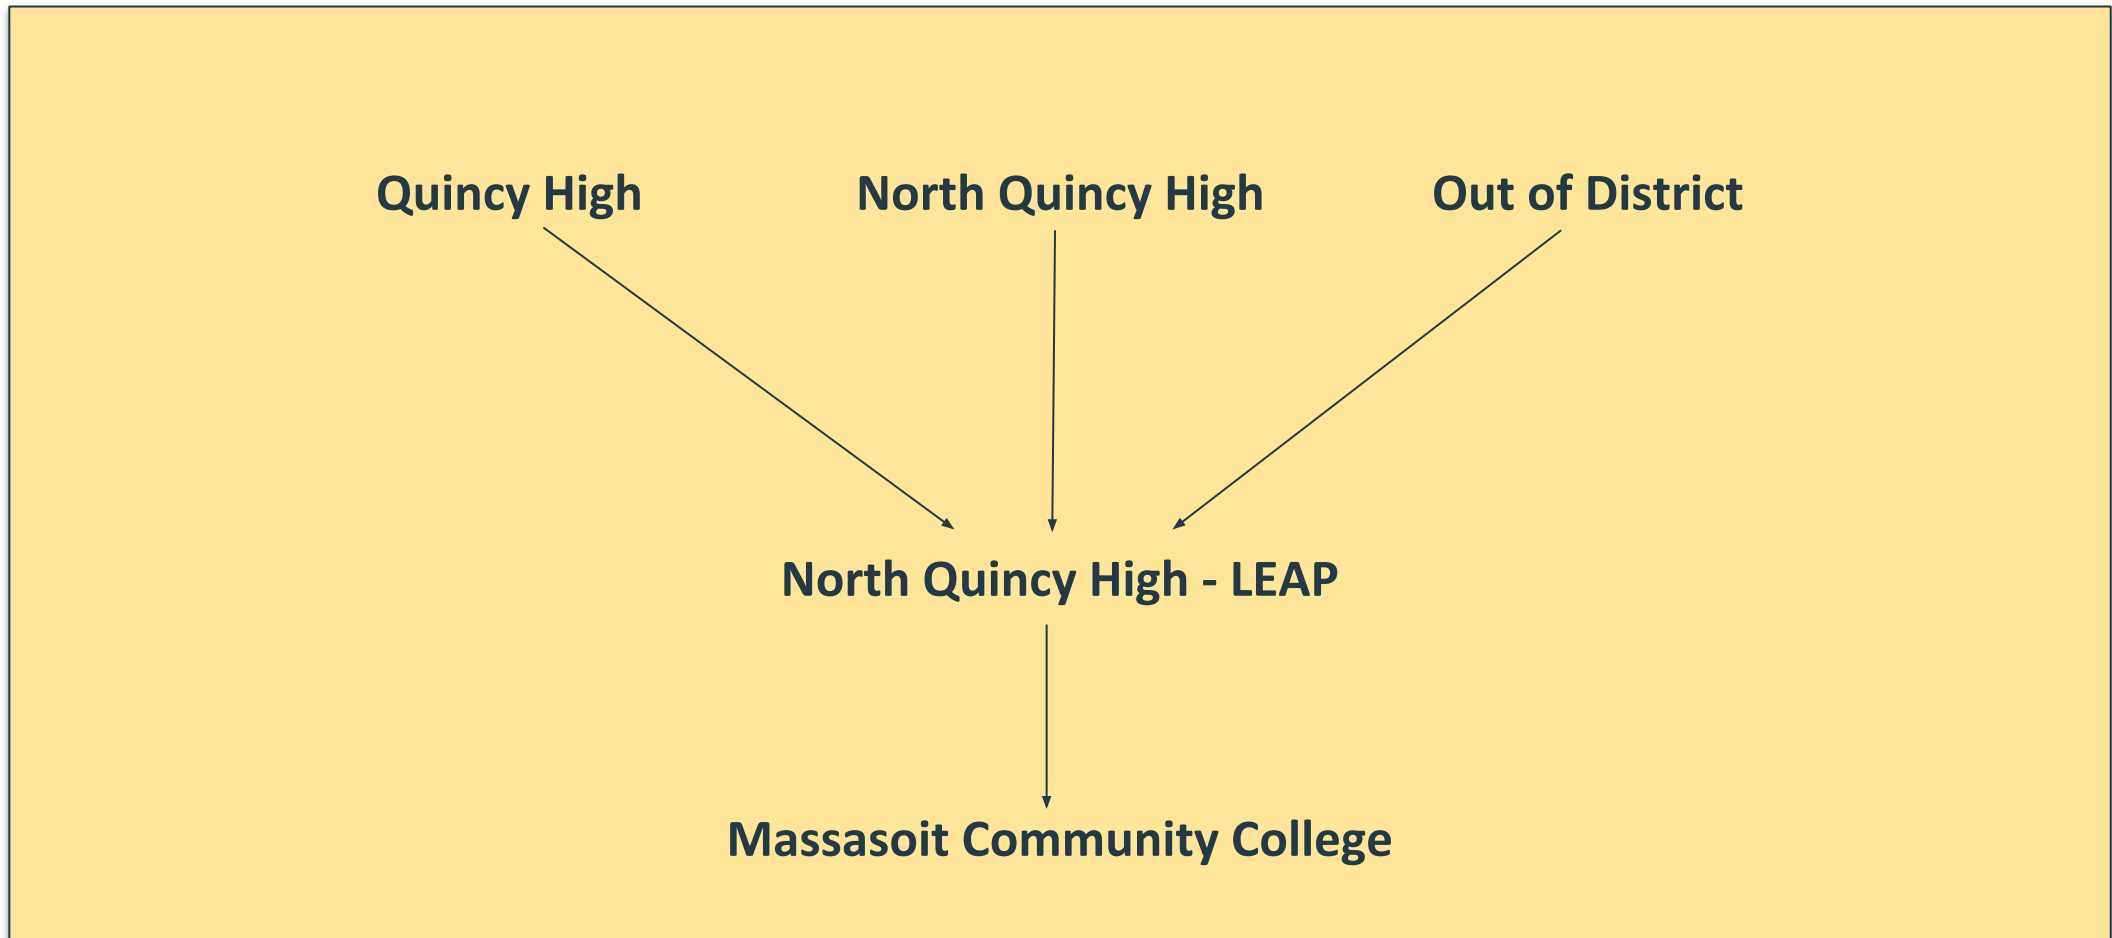 Quincy High
North Quincy High
Out of District
North Quincy High - LEAP
Massasoit Community College